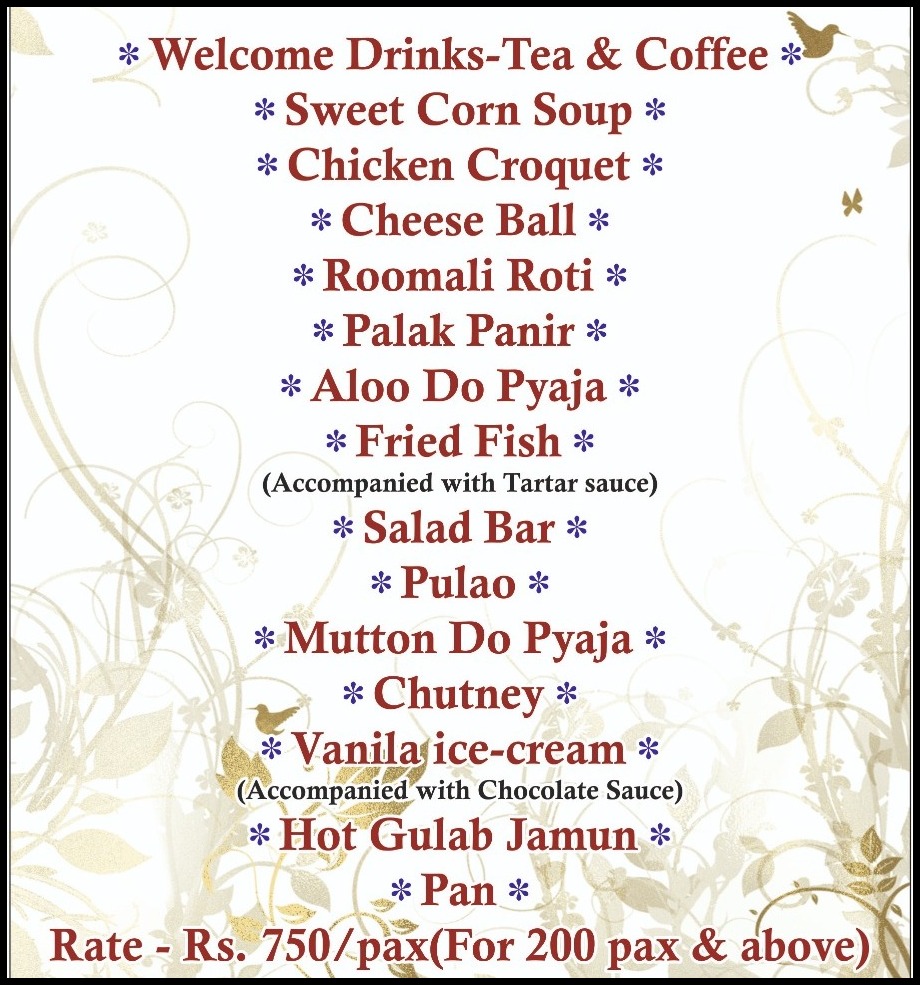 * Welcome Drinks-Tea & Coffee *
* Sweet Corn Soup *
* Chicken Croquet *
* Cheese Ball *
* Roomali Roti *
* Palak Panir *
* Aloo Do Pyaja *
* Fried Fish *
(Accompanied with Tartar sauce)
* Salad Bar *
* Pulao *
* Mutton Do Pyaja *
* Chutney *
* Vanila ice-cream *
(Accompanied with Chocolate Sauce)
* Hot Gulab Jamun *
* Pan *
Rate - Rs. 750/pax(For 200 pax & above)